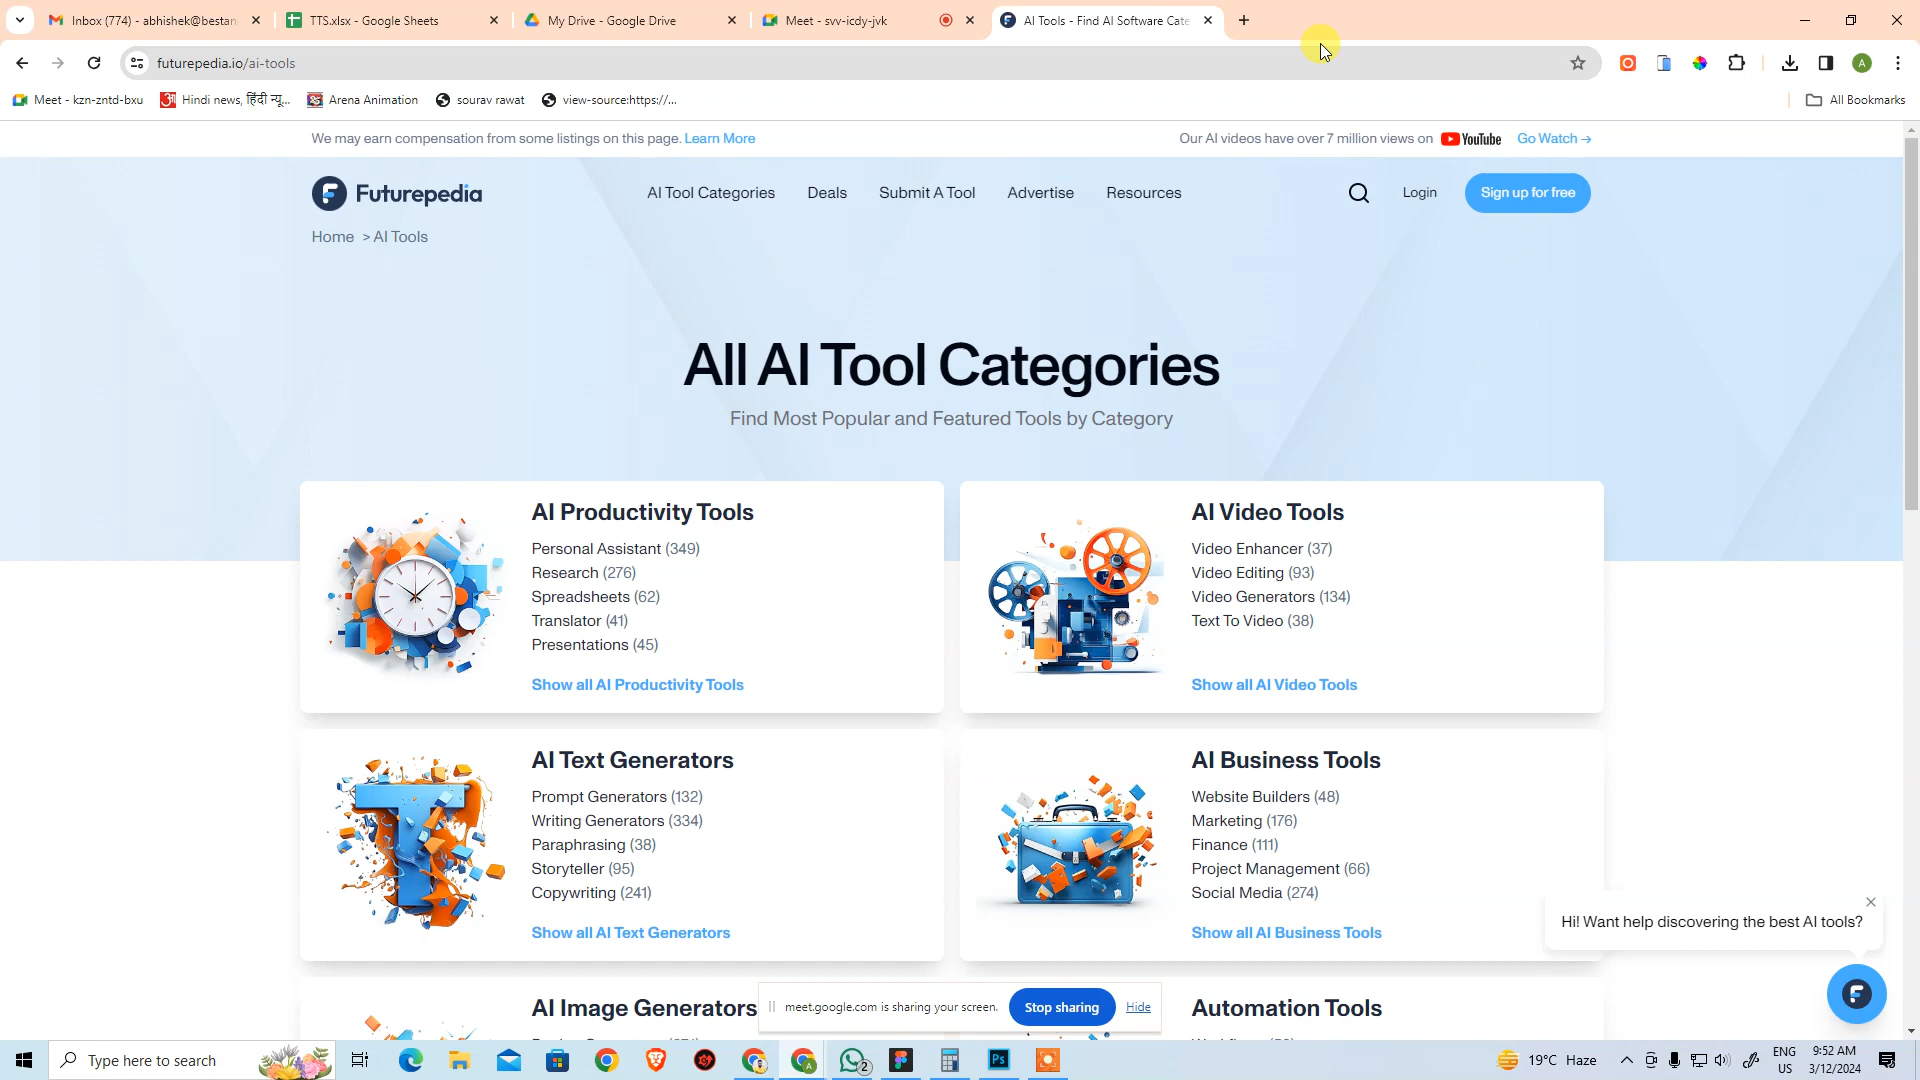 Inbox (774) - abhishek@bestan
TTS.xlsx - Google Sheets
My Drive - Google Drive
Meet - svv-icdy-jvk
AI Tools - Find AI Software Cate
futurepedia.io/ai-tools
Meet - kzn-zntd-bxu
Hindi news, हिंदी न्यू...
Arena Animation
sourav rawat
view-source:https://...
All Bookmarks
We may earn compensation from some listings on this page. Learn More
Our AI videos have over 7 million views on YouTube Go Watch →
Futurepedia
AI Tool Categories
Deals
Submit A Tool
Advertise
Resources
Login
Sign up for free
Home > AI Tools
All AI Tool Categories
Find Most Popular and Featured Tools by Category
AI Productivity Tools
Personal Assistant (349)
Research (276)
Spreadsheets (62)
Translator (41)
Presentations (45)
Show all AI Productivity Tools
AI Video Tools
Video Enhancer (37)
Video Editing (93)
Video Generators (134)
Text To Video (38)
Show all AI Video Tools
AI Text Generators
Prompt Generators (132)
Writing Generators (334)
Paraphrasing (38)
Storyteller (95)
Copywriting (241)
Show all AI Text Generators
AI Business Tools
Website Builders (48)
Marketing (176)
Finance (111)
Project Management (66)
Social Media (274)
Show all AI Business Tools
Hi! Want help discovering the best AI tools?
AI Image Generators
Automation Tools
meet.google.com is sharing your screen.
Stop sharing
Hide
Type here to search
Ps
2
19°C Haze
ENG
US
9:52 AM
3/12/2024